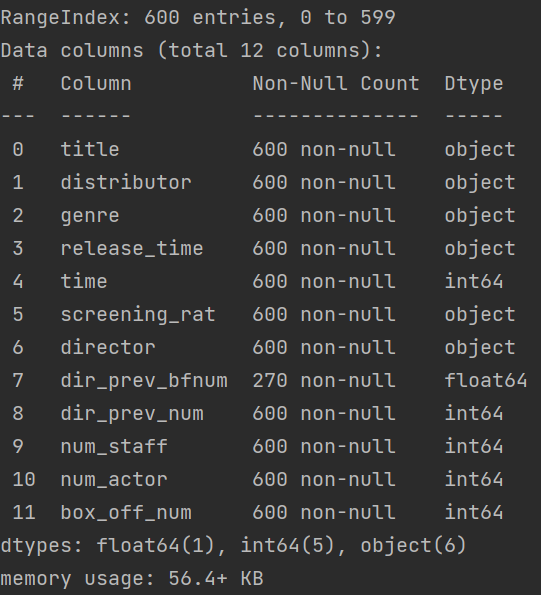 RangeIndex: 600 entries, 0 to 599
Data columns (total 12 columns):
 #   Column         Non-Null Count  Dtype
---  ------         --------------  -----
 0   title          600 non-null    object
 1   distributor    600 non-null    object
 2   genre          600 non-null    object
 3   release_time   600 non-null    object
 4   time           600 non-null    int64
 5   screening_rat  600 non-null    object
 6   director       600 non-null    object
 7   dir_prev_bfnum  270 non-null    float64
 8   dir_prev_num   600 non-null    int64
 9   num_staff      600 non-null    int64
 10  num_actor      600 non-null    int64
 11  box_off_num    600 non-null    int64
dtypes: float64(1), int64(5), object(6)
memory usage: 56.4+ KB